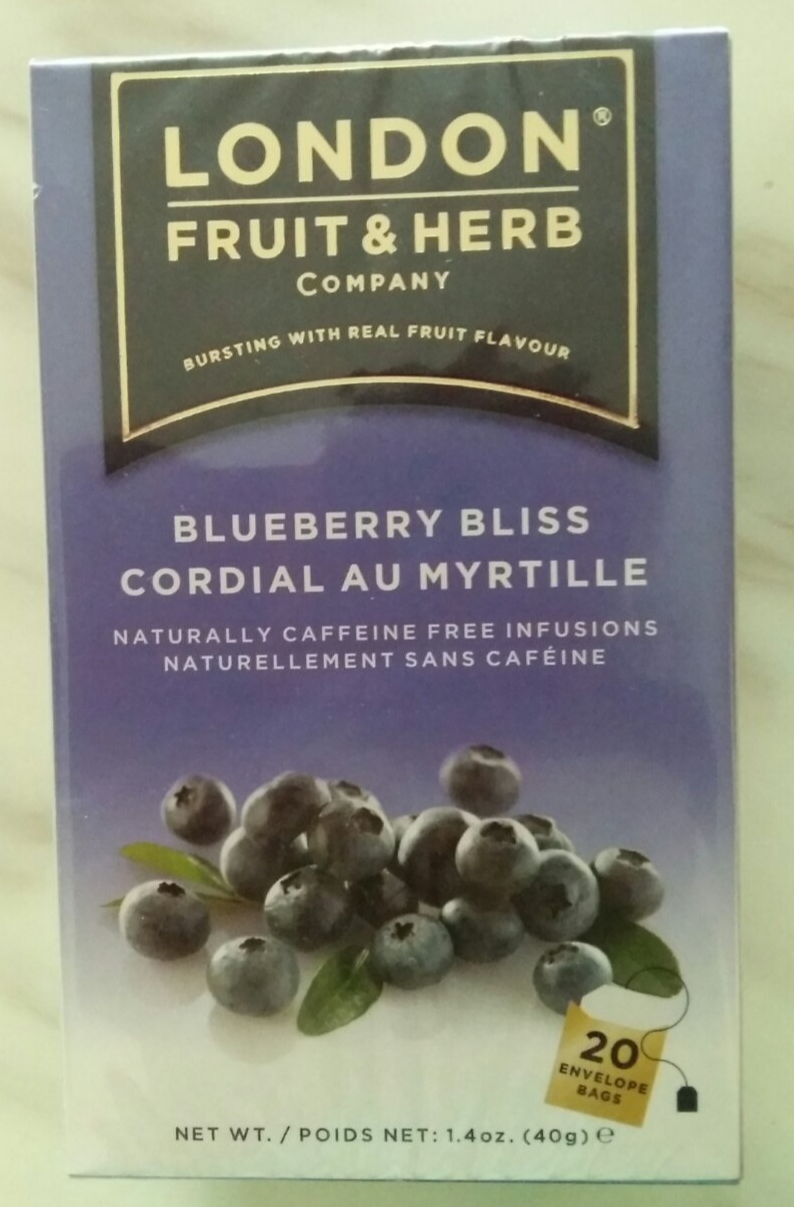 LONDON®
FRUIT & HERB
COMPANY
BURSTING WITH REAL FRUIT FLAVOUR
BLUEBERRY BLISS
CORDIAL AU MYRTILLE
NATURALLY CAFFEINE FREE INFUSIONS
NATURELLEMENT SANS CAFÉINE
20
ENVELOPE
BAGS
NET WT. / POIDS NET: 1.4oz. (40g) ℮